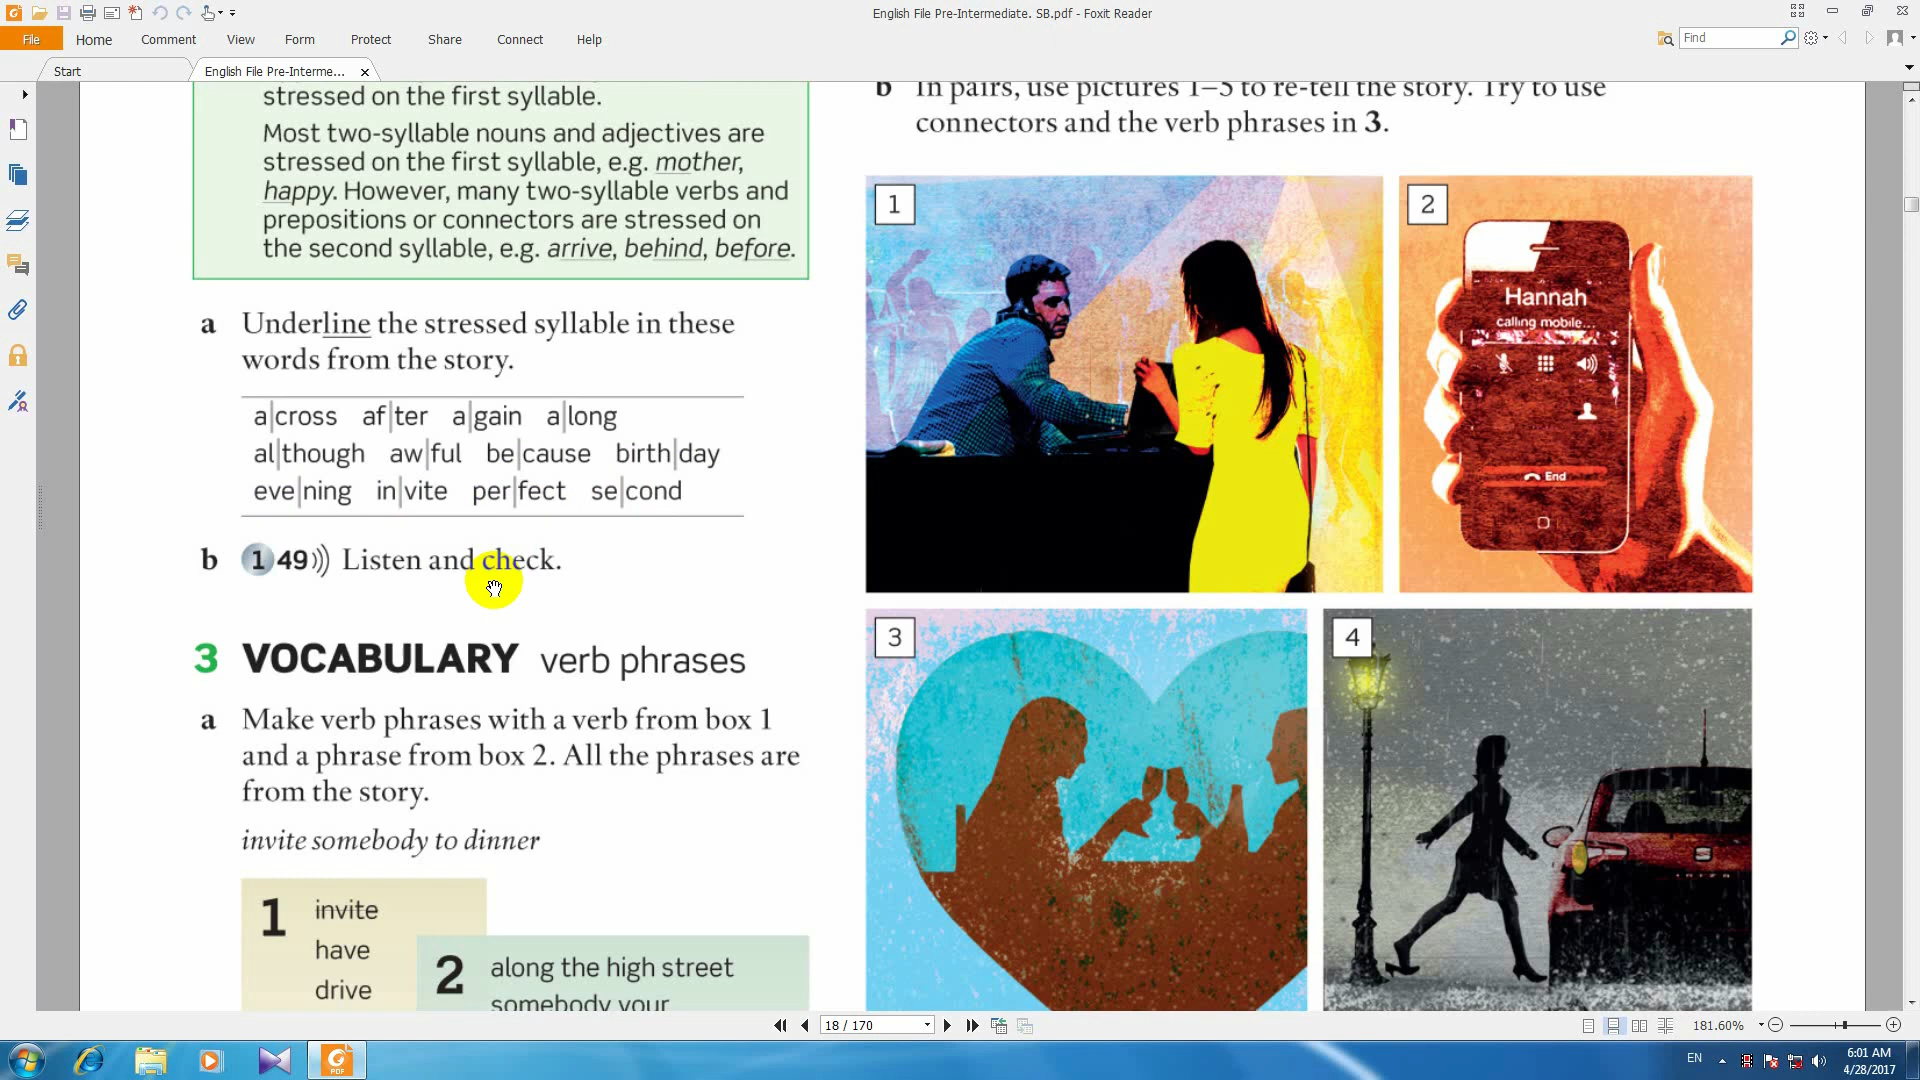 English File Pre-Intermediate. SB.pdf - Foxit Reader
File Home Comment View Form Protect Share Connect Help
Find
Start
English File Pre-Interme...
stressed on the first syllable.
Most two-syllable nouns and adjectives are
stressed on the first syllable, e.g. mother,
happy. However, many two-syllable verbs and
prepositions or connectors are stressed on
the second syllable, e.g. arrive, behind, before.
a Underline the stressed syllable in these
words from the story.
a|cross af|ter a|gain a|long
al|though aw|ful be|cause birth|day
eve|ning in|vite per|fect se|cond
b 1 49 Listen and check.
3 VOCABULARY verb phrases
a Make verb phrases with a verb from box 1
and a phrase from box 2. All the phrases are
from the story.
invite somebody to dinner
1 invite
have
drive
2 along the high street
somebody your
b In pairs, use pictures 1–5 to re-tell the story. Try to use
connectors and the verb phrases in 3.
1
2
Hannah
calling mobile...
End
3
4
18 / 170
181.60%
PDF
EN
6:01 AM
4/28/2017